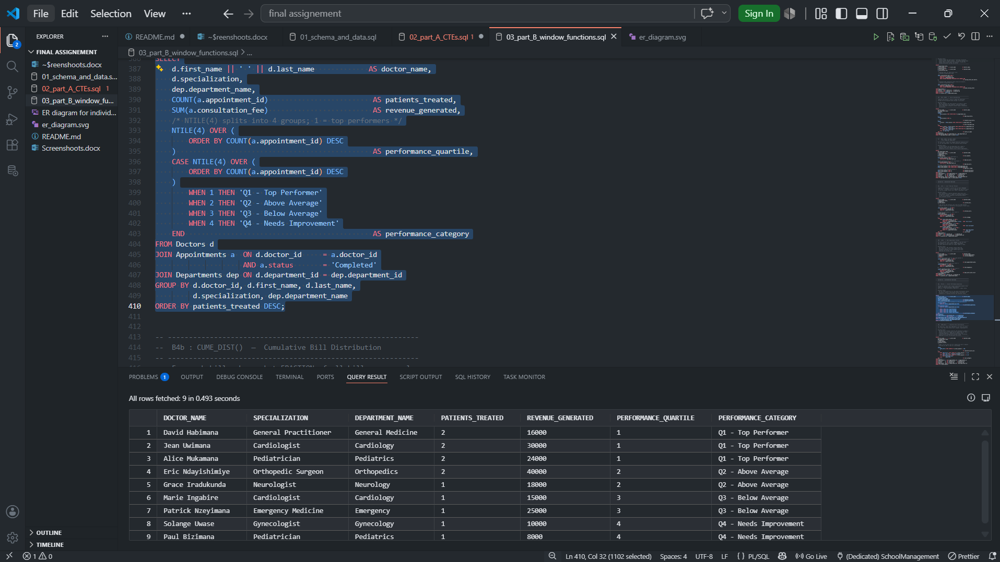 File Edit Selection View ··· final assignement Sign In
EXPLORER ···
README.md ~$reenshoots.docx 01_schema_and_data.sql 02_part_A_CTEs.sql 1 03_part_B_window_functions.sql er_diagram.svg
03_part_B_window_functions.sql > ...
FINAL ASSIGNEMENT
~$reenshoots.docx
01_schema_and_data.s...
02_part_A_CTEs.sql 1
03_part_B_window_fu...
ER diagram for individ...
er_diagram.svg
README.md
Screenshoots.docx
OUTLINE
TIMELINE
386 SELECT
387 d.first_name || ' ' || d.last_name AS doctor_name,
388 d.specialization,
389 dep.department_name,
390 COUNT(a.appointment_id) AS patients_treated,
391 SUM(a.consultation_fee) AS revenue_generated,
392 /* NTILE(4) splits into 4 groups; 1 = top performers */
393 NTILE(4) OVER (
394 ORDER BY COUNT(a.appointment_id) DESC
395 ) AS performance_quartile,
396 CASE NTILE(4) OVER (
397 ORDER BY COUNT(a.appointment_id) DESC
398 )
399 WHEN 1 THEN 'Q1 - Top Performer'
400 WHEN 2 THEN 'Q2 - Above Average'
401 WHEN 3 THEN 'Q3 - Below Average'
402 WHEN 4 THEN 'Q4 - Needs Improvement'
403 END AS performance_category
404 FROM Doctors d
405 JOIN Appointments a ON d.doctor_id = a.doctor_id
406 AND a.status = 'Completed'
407 JOIN Departments dep ON d.department_id = dep.department_id
408 GROUP BY d.doctor_id, d.first_name, d.last_name,
409 d.specialization, dep.department_name
410 ORDER BY patients_treated DESC;
411
412
413 -- ------------------------------------------------------------
414 -- B4b : CUME_DIST() — Cumulative Bill Distribution
415 -- ------------------------------------------------------------
PROBLEMS 1 OUTPUT DEBUG CONSOLE TERMINAL PORTS QUERY RESULT SCRIPT OUTPUT SQL HISTORY TASK MONITOR
All rows fetched: 9 in 0.493 seconds
DOCTOR_NAME SPECIALIZATION DEPARTMENT_NAME PATIENTS_TREATED REVENUE_GENERATED PERFORMANCE_QUARTILE PERFORMANCE_CATEGORY
1 David Habimana General Practitioner General Medicine 2 16000 1 Q1 - Top Performer
2 Jean Uwimana Cardiologist Cardiology 2 30000 1 Q1 - Top Performer
3 Alice Mukamana Pediatrician Pediatrics 2 24000 1 Q1 - Top Performer
4 Eric Ndayishimiye Orthopedic Surgeon Orthopedics 2 40000 2 Q2 - Above Average
5 Grace Iradukunda Neurologist Neurology 1 18000 2 Q2 - Above Average
6 Marie Ingabire Cardiologist Cardiology 1 15000 3 Q3 - Below Average
7 Patrick Nzeyimana Emergency Medicine Emergency 1 25000 3 Q3 - Below Average
8 Solange Uwase Gynecologist Gynecology 1 10000 4 Q4 - Needs Improvement
9 Paul Bizimana Pediatrician Pediatrics 1 8000 4 Q4 - Needs Improvement
1 0 Ln 410, Col 32 (1102 selected) Spaces: 4 UTF-8 LF { } PL/SQL Go Live (Dedicated) SchoolManagement Prettier
2